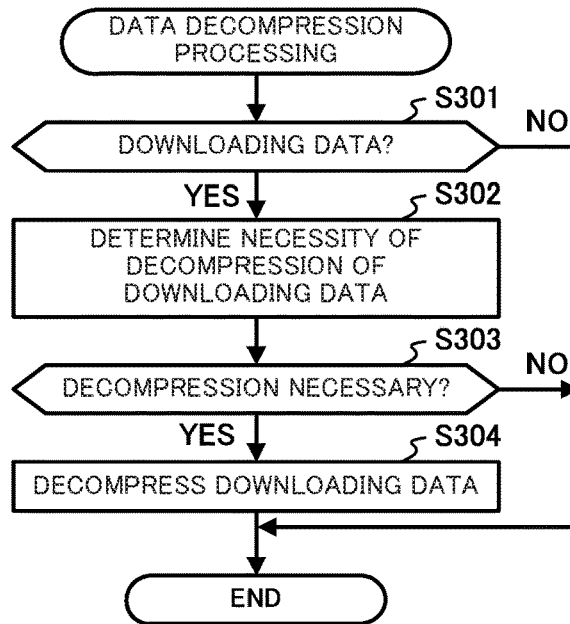 DATA DECOMPRESSION
PROCESSING
S301
DOWNLOADING DATA?
NO
YES
S302
DETERMINE NECESSITY OF
DECOMPRESSION OF
DOWNLOADING DATA
S303
DECOMPRESSION NECESSARY?
NO
YES
S304
DECOMPRESS DOWNLOADING DATA
END